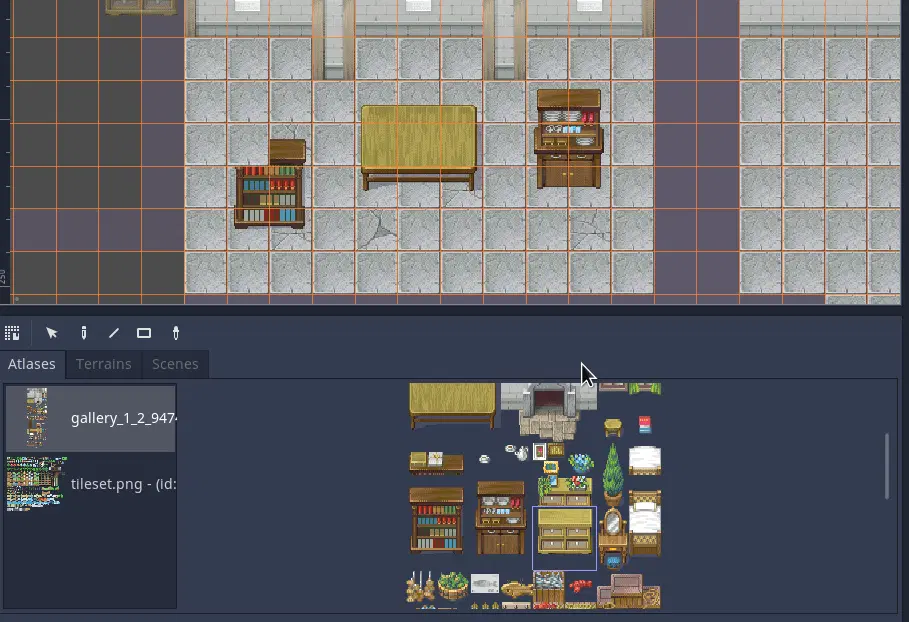 250
Atlases
Terrains
Scenes
gallery_1_2_947
tileset.png - (id: